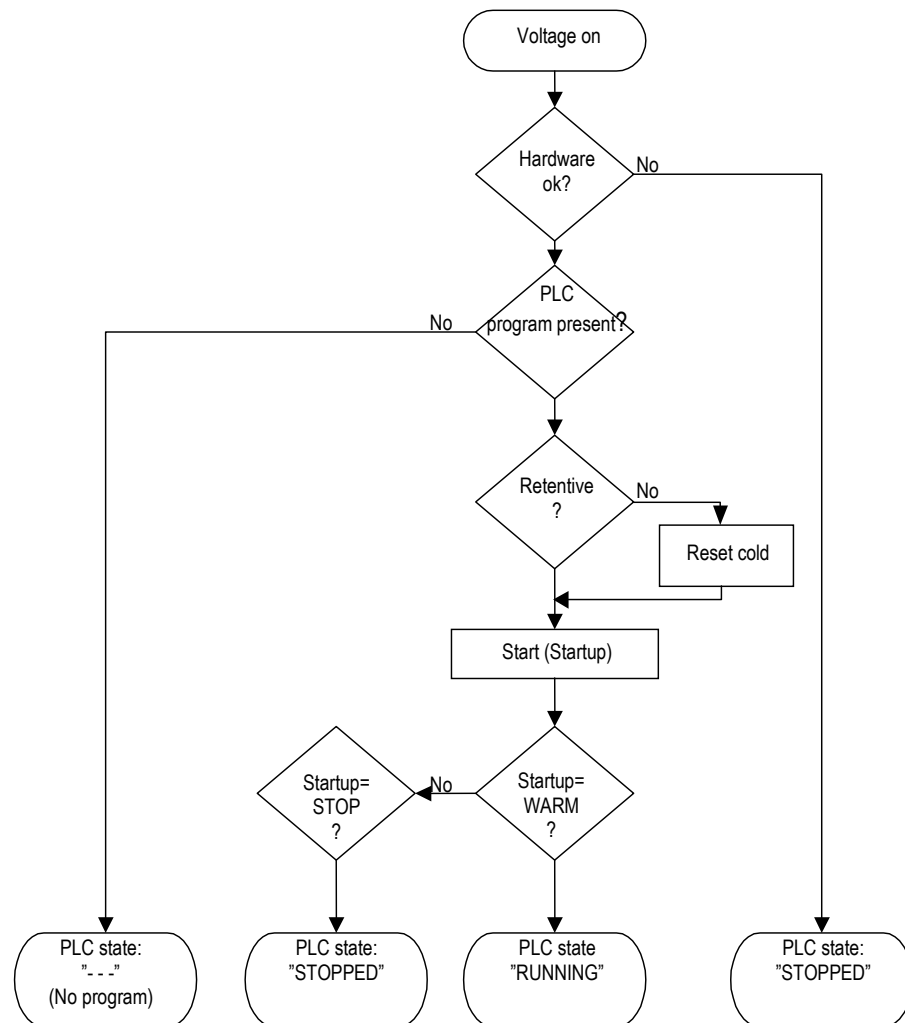 Voltage on
Hardware
ok?
No
PLC
program present?
No
Retentive
?
No
Reset cold
Start (Startup)
Startup=
STOP
?
No
Startup=
WARM
?
PLC state:
"- - -"
(No program)
PLC state:
"STOPPED"
PLC state
"RUNNING"
PLC state:
"STOPPED"